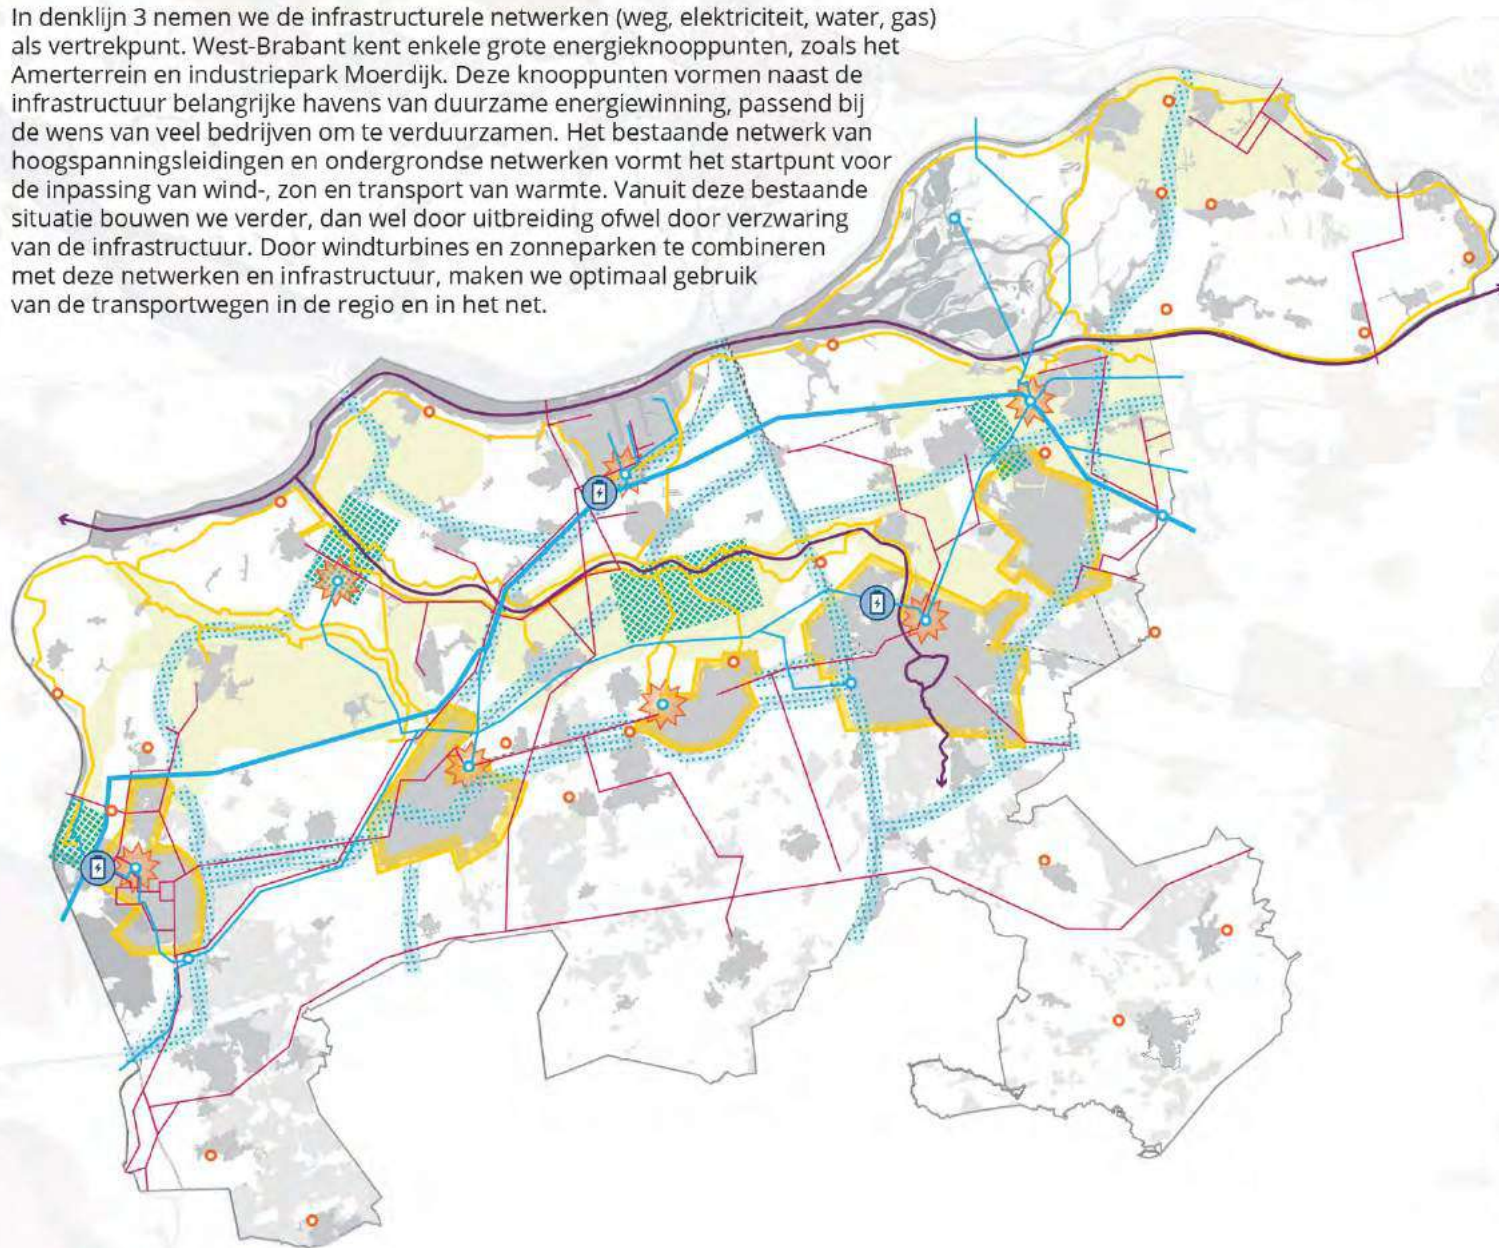 In denklijn 3 nemen we de infrastructurele netwerken (weg, elektriciteit, water, gas)
als vertrekpunt. West-Brabant kent enkele grote energieknooppunten, zoals het
Amerterrein en industriepark Moerdijk. Deze knooppunten vormen naast de
infrastructuur belangrijke havens van duurzame energiewinning, passend bij
de wens van veel bedrijven om te verduurzamen. Het bestaande netwerk van
hoogspanningsleidingen en ondergrondse netwerken vormt het startpunt voor
de inpassing van wind-, zon en transport van warmte. Vanuit deze bestaande
situatie bouwen we verder, dan wel door uitbreiding ofwel door verzwaring
van de infrastructuur. Door windturbines en zonneparken te combineren
met deze netwerken en infrastructuur, maken we optimaal gebruik
van de transportwegen in de regio en in het net.